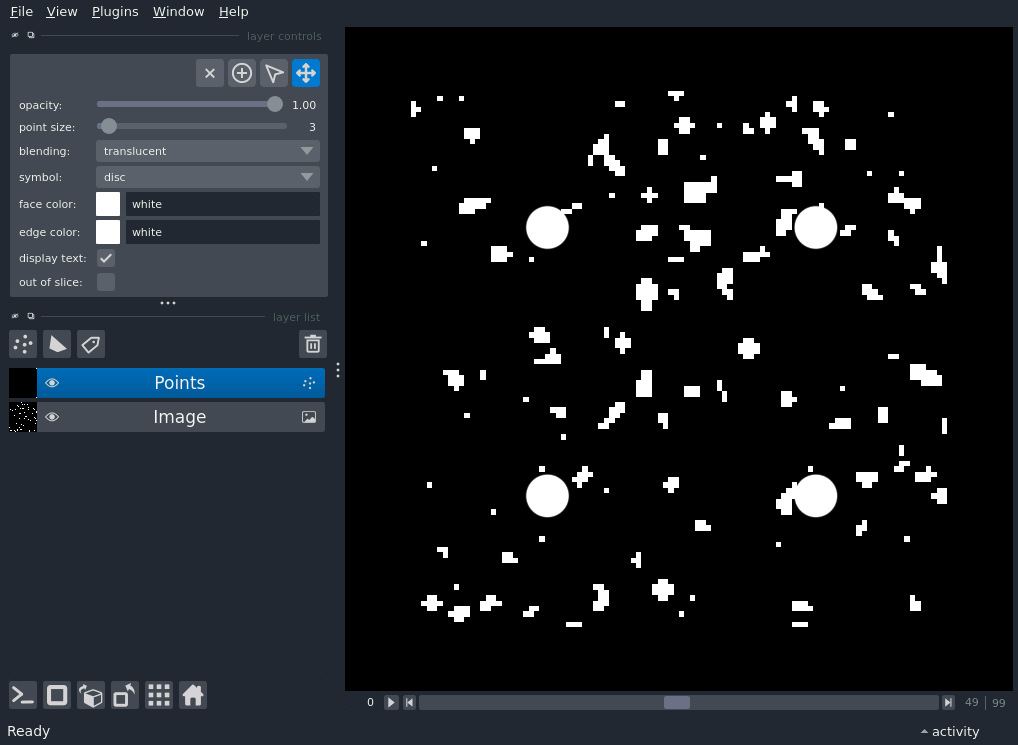 File View Plugins Window Help
layer controls
opacity: 1.00
point size: 3
blending: translucent
symbol: disc
face color: white
edge color: white
display text:
out of slice:
layer list
Points
Image
0 49 99
Ready activity